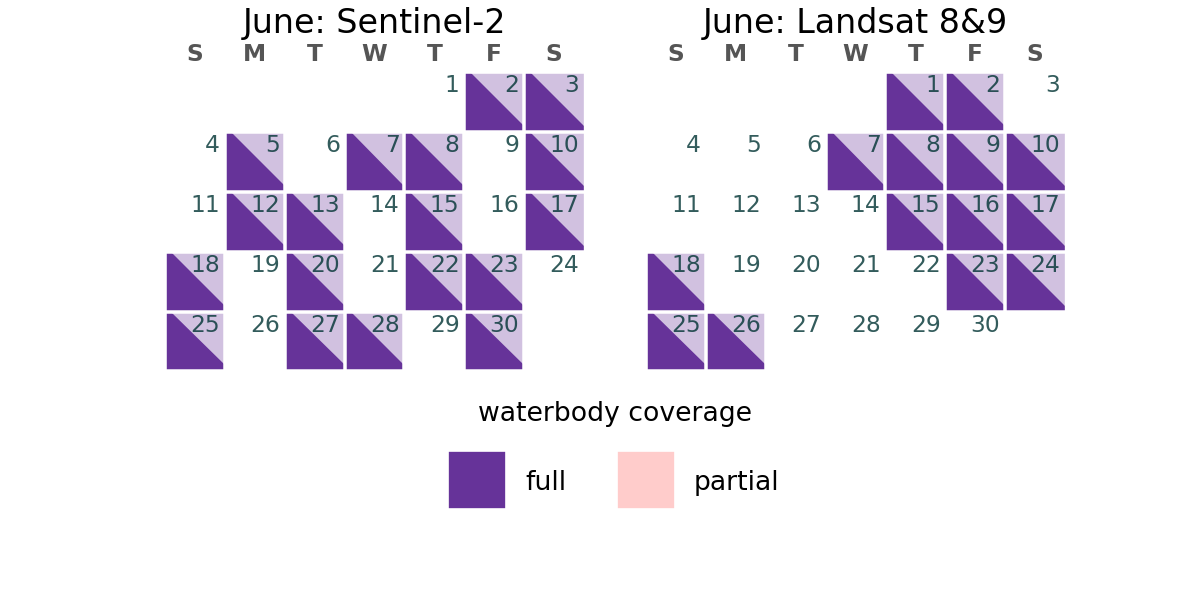 June: Sentinel-2
S M T W T F S
1 2 3
4 5 6 7 8 9 10
11 12 13 14 15 16 17
18 19 20 21 22 23 24
25 26 27 28 29 30
June: Landsat 8&9
S M T W T F S
1 2 3
4 5 6 7 8 9 10
11 12 13 14 15 16 17
18 19 20 21 22 23 24
25 26 27 28 29 30
waterbody coverage
full
partial